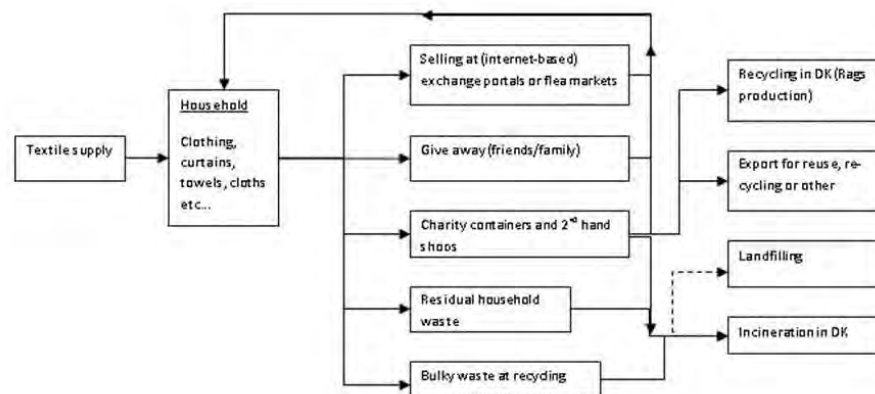 Textile supply
Household
Clothing,
curtains,
towels, cloths
etc...
Selling at (internet-based)
exchange portals or flea markets
Give away (friends/family)
Charity containers and 2nd hand
shops
Residual household
waste
Bulky waste at recycling
Recycling in DK (Rags
production)
Export for reuse, re-
cycling or other
Landfilling
Incineration in DK